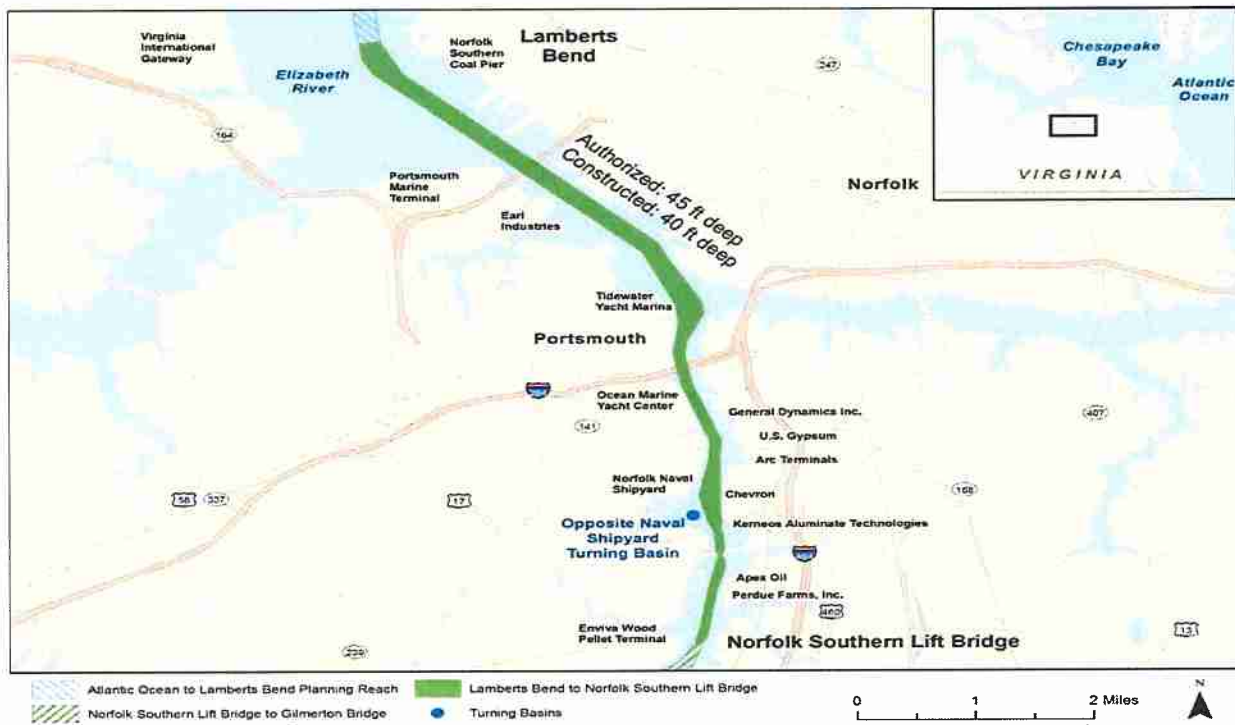 Virginia
International
Gateway
Elizabeth
River
Norfolk
Southern
Coal Pier
Lamberts
Bend
247
Chesapeake
Bay
Atlantic
Ocean
VIRGINIA
164
Authorized: 45 ft deep
Constructed: 40 ft deep
Portsmouth
Marine
Terminal
Norfolk
Earl
Industries
Tidewater
Yacht Marina
Portsmouth
Ocean Marine
Yacht Center
141
General Dynamics Inc.
407
U.S. Gypsum
Arc Terminals
Norfolk Naval
Shipyard
Chevron
168
58
337
17
Opposite Naval
Shipyard
Turning Basin
Kerneos Aluminate Technologies
Apex Oil
Perdue Farms, Inc.
460
Enviva Wood
Pellet Terminal
Norfolk Southern Lift Bridge
13
239
Atlantic Ocean to Lamberts Bend Planning Reach
Lamberts Bend to Norfolk Southern Lift Bridge
Norfolk Southern Lift Bridge to Gilmerton Bridge
Turning Basins
0 1 2 Miles
N